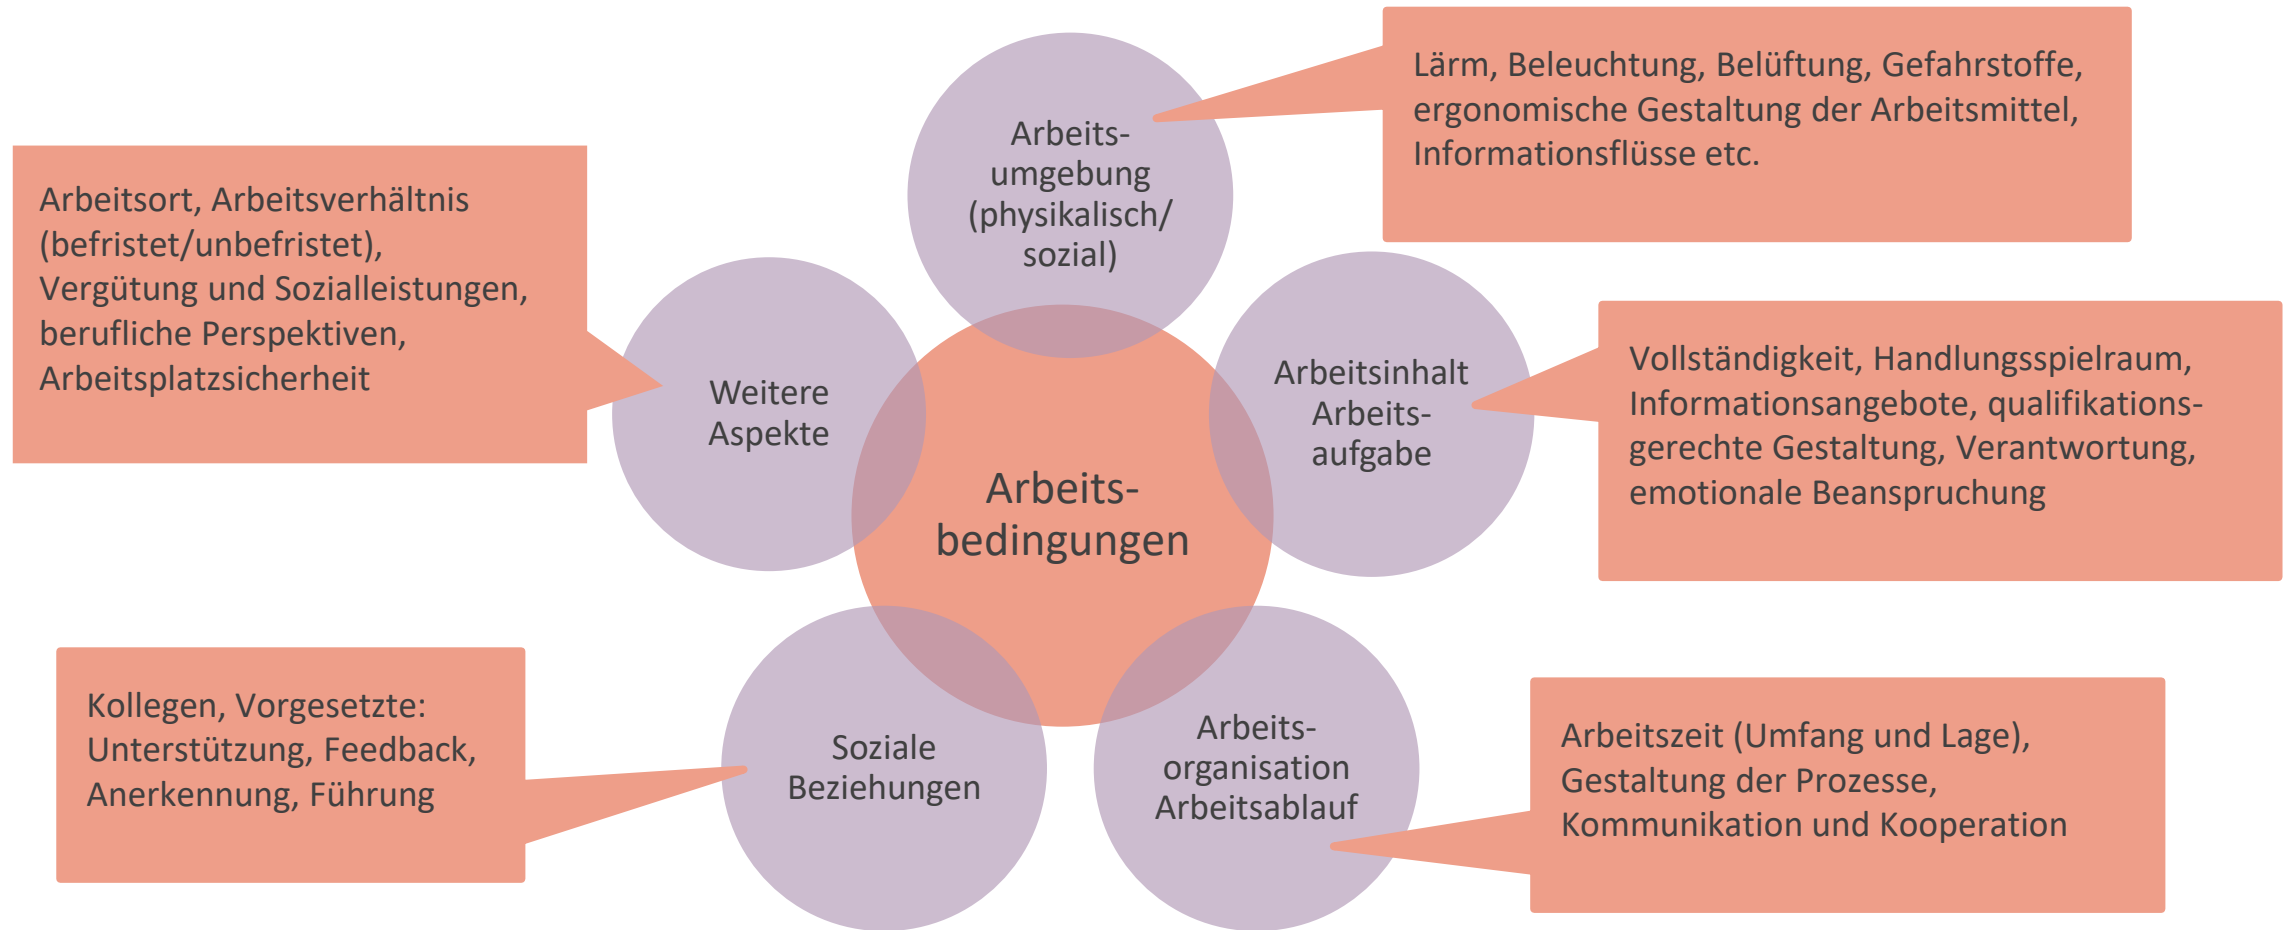 Arbeits-
umgebung
(physikalisch/
sozial)
Lärm, Beleuchtung, Belüftung, Gefahrstoffe,
ergonomische Gestaltung der Arbeitsmittel,
Informationsflüsse etc.
Arbeitsinhalt
Arbeits-
aufgabe
Vollständigkeit, Handlungsspielraum,
Informationsangebote, qualifikations-
gerechte Gestaltung, Verantwortung,
emotionale Beanspruchung
Arbeits-
organisation
Arbeitsablauf
Arbeitszeit (Umfang und Lage),
Gestaltung der Prozesse,
Kommunikation und Kooperation
Soziale
Beziehungen
Kollegen, Vorgesetzte:
Unterstützung, Feedback,
Anerkennung, Führung
Weitere
Aspekte
Arbeitsort, Arbeitsverhältnis
(befristet/unbefristet),
Vergütung und Sozialleistungen,
berufliche Perspektiven,
Arbeitsplatzsicherheit
Arbeits-
bedingungen